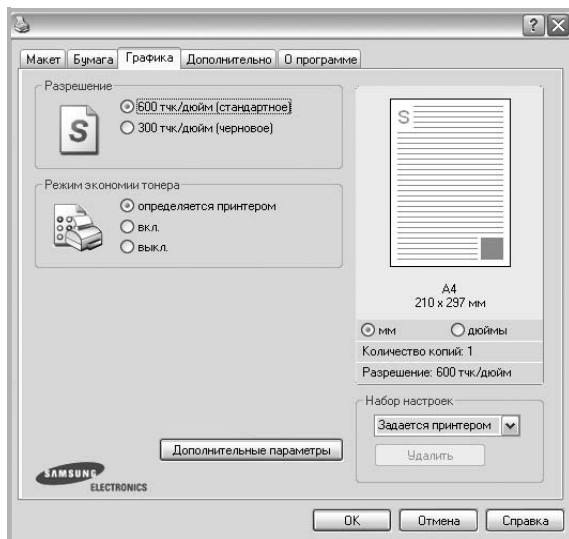 Макет Бумага Графика Дополнительно О программе
Разрешение
600 тчк/дюйм (стандартное)
300 тчк/дюйм (черновое)
S
Режим экономии тонера
определяется принтером
вкл.
выкл.
S
A4
210 x 297 мм
мм дюймы
Количество копий: 1
Разрешение: 600 тчк/дюйм
Набор настроек
Задается принтером
Удалить
Дополнительные параметры
SAMSUNG
ELECTRONICS
OK Отмена Справка